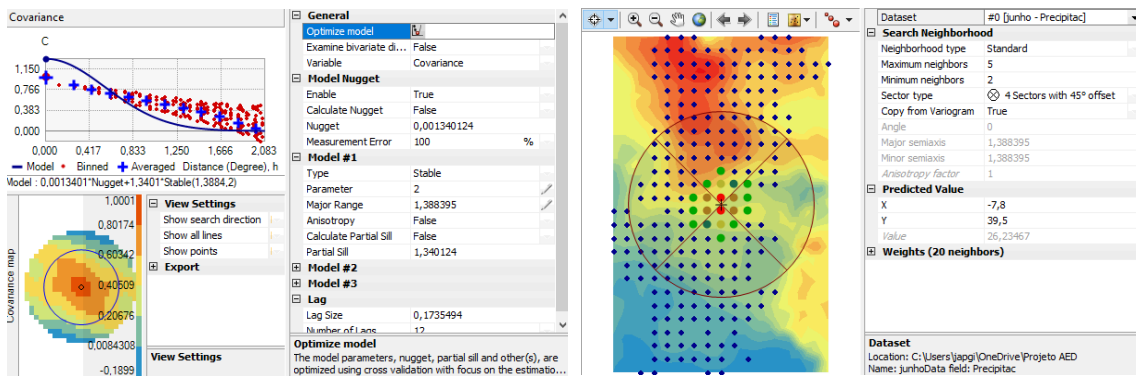 Covariance
C
1,150
0,766
0,383
0,000
0,000 0,417 0,833 1,250 1,666 2,083
Model Binned Averaged Distance (Degree), h
Model : 0,0013401*Nugget+1,3401*Stable(1,3884,2)
Covariance map
1,0001
0,80174
0,60342
0,40509
0,20676
0,0084308
-0,1899
View Settings
Show search direction
Show all lines
Show points
Export
View Settings
General
Optimize model
Examine bivariate di... False
Variable Covariance
Model Nugget
Enable True
Calculate Nugget False
Nugget 0,001340124
Measurement Error 100 %
Model #1
Type Stable
Parameter 2
Major Range 1,388395
Anisotropy False
Calculate Partial Sill False
Partial Sill 1,340124
Model #2
Model #3
Lag
Lag Size 0,1735494
Number of Lags 12
Optimize model
The model parameters, nugget, partial sill and other(s), are
optimized using cross validation with focus on the estimatio...
Dataset #0 [junho - Precipitac]
Search Neighborhood
Neighborhood type Standard
Maximum neighbors 5
Minimum neighbors 2
Sector type 4 Sectors with 45° offset
Copy from Variogram True
Angle 0
Major semiaxis 1,388395
Minor semiaxis 1,388395
Anisotropy factor 1
Predicted Value
X -7,8
Y 39,5
Value 26,23467
Weights (20 neighbors)
Dataset
Location: C:\Users\japgi\OneDrive\Projeto AED
Name: junhoData field: Precipitac